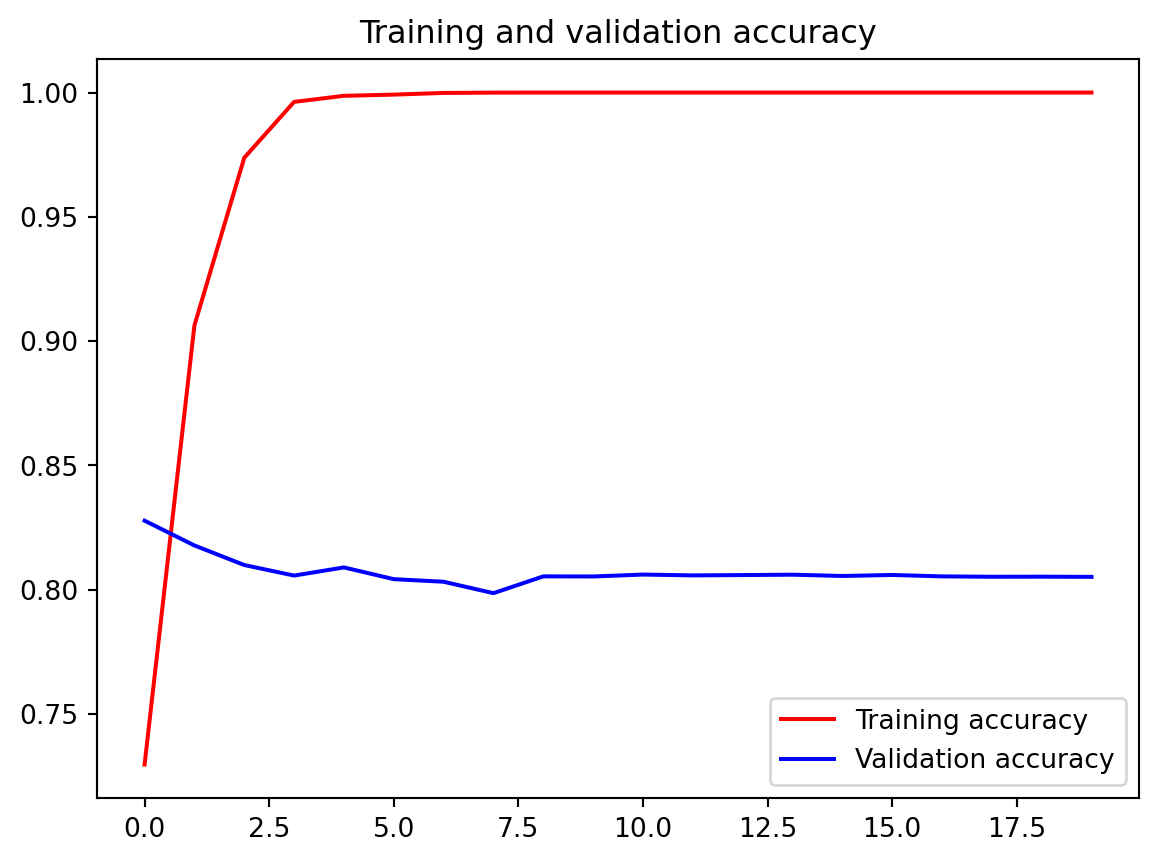 Training and validation accuracy
1.00
0.95
0.90
0.85
0.80
0.75
Training accuracy
Validation accuracy
0.0 2.5 5.0 7.5 10.0 12.5 15.0 17.5